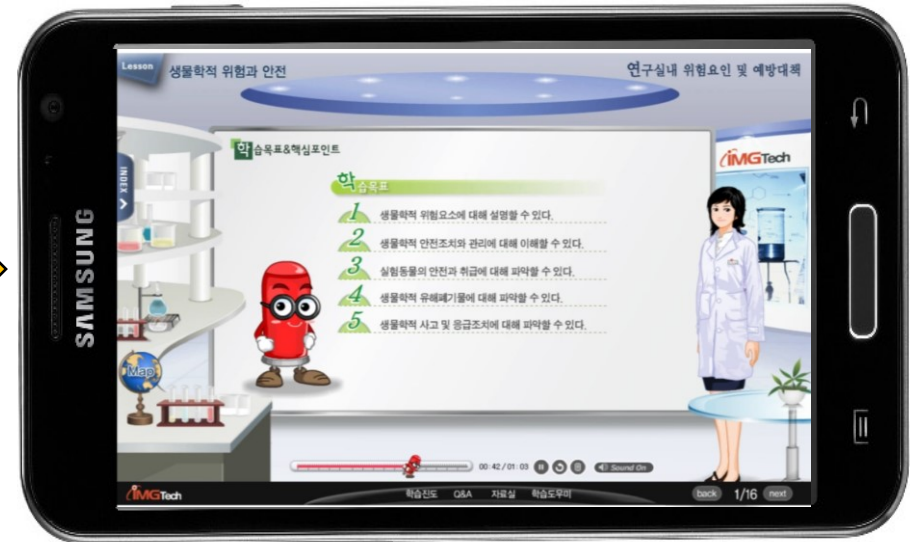 SAMSUNG
Lesson
생물학적 위험과 안전
연구실내 위험요인 및 예방대책
INDEX
학습목표&핵심포인트
iMGTech
학습목표
1 생물학적 위험요소에 대해 설명할 수 있다.
2 생물학적 안전조치와 관리에 대해 이해할 수 있다.
3 실험동물의 안전과 취급에 대해 파악할 수 있다.
4 생물학적 유해폐기물에 대해 파악할 수 있다.
5 생물학적 사고 및 응급조치에 대해 파악할 수 있다.
Map
00:42/01:03
Sound On
iMGTech
학습진도 Q&A 자료실 학습도우미
back 1/16 next